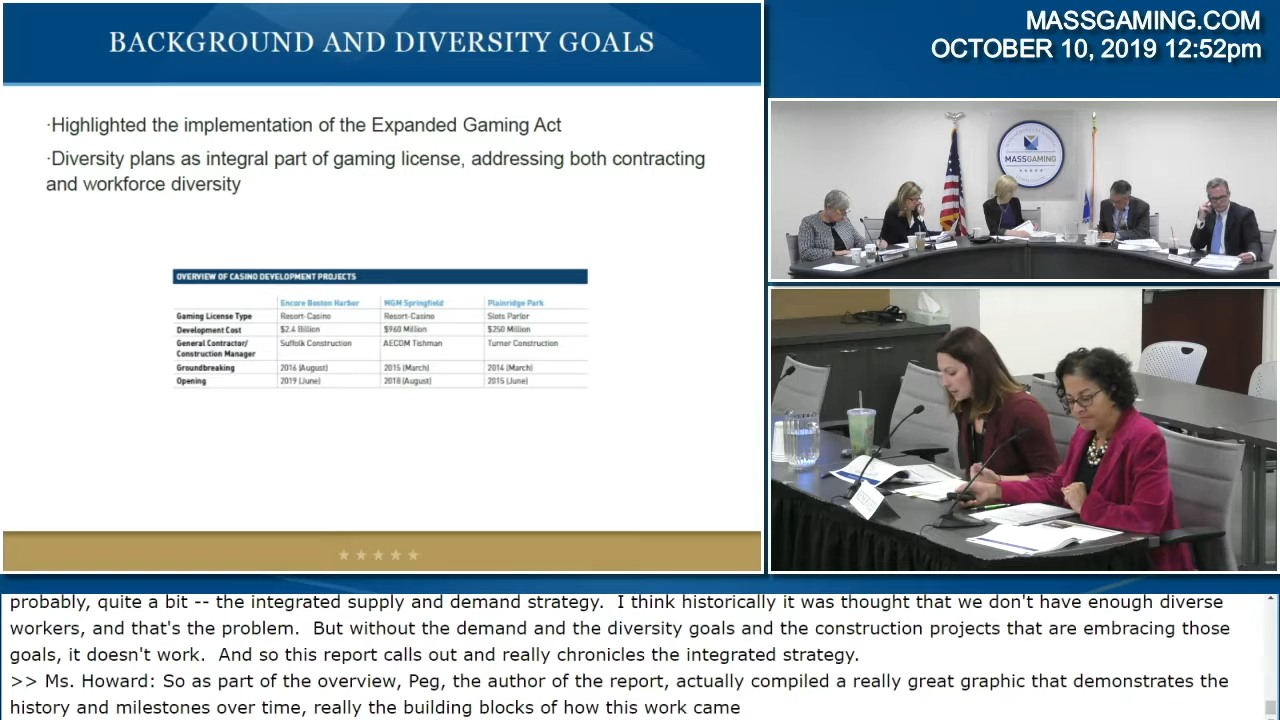 BACKGROUND AND DIVERSITY GOALS
·Highlighted the implementation of the Expanded Gaming Act
·Diversity plans as integral part of gaming license, addressing both contracting
and workforce diversity
OVERVIEW OF CASINO DEVELOPMENT PROJECTS
Encore Boston Harbor MGM Springfield Plainridge Park
Gaming License Type Resort-Casino Resort-Casino Slots Parlor
Development Cost $2.4 Billion $960 Million $250 Million
General Contractor/ Suffolk Construction AECOM Tishman Turner Construction
Construction Manager
Groundbreaking 2016 (August) 2015 (March) 2014 (March)
Opening 2019 (June) 2018 (August) 2015 (June)
MASSGAMING.COM
OCTOBER 10, 2019 12:52pm
MASSGAMING
probably, quite a bit -- the integrated supply and demand strategy. I think historically it was thought that we don't have enough diverse
workers, and that's the problem. But without the demand and the diversity goals and the construction projects that are embracing those
goals, it doesn't work. And so this report calls out and really chronicles the integrated strategy.
>> Ms. Howard: So as part of the overview, Peg, the author of the report, actually compiled a really great graphic that demonstrates the
history and milestones over time, really the building blocks of how this work came